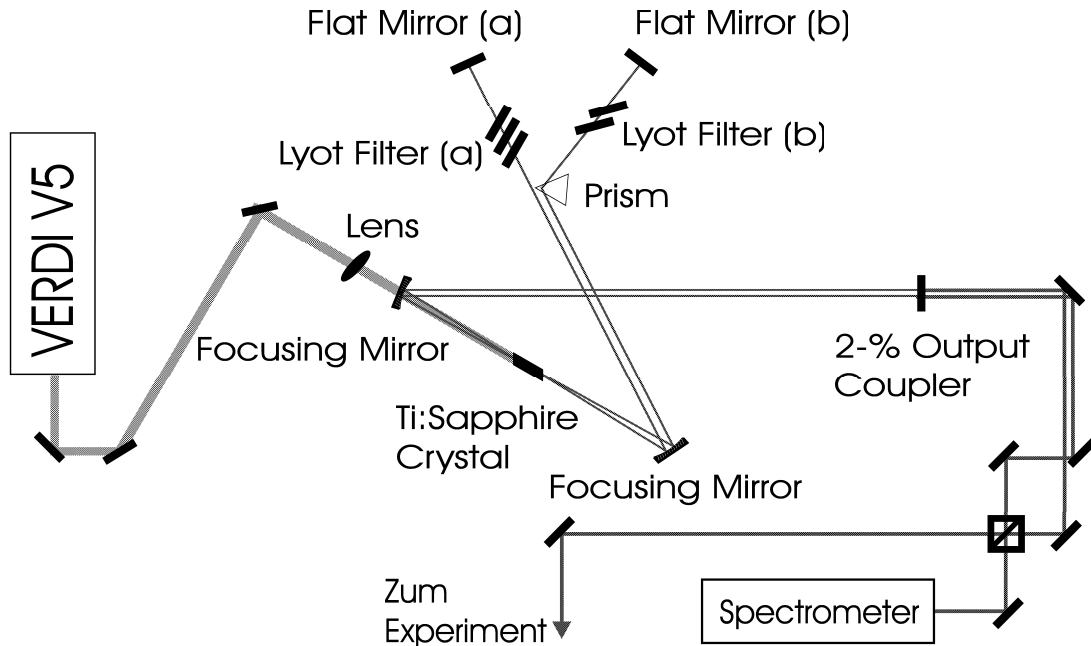 Flat Mirror (a)
Flat Mirror (b)
Lyot Filter (a)
Lyot Filter (b)
Prism
VERDI V5
Lens
Focusing Mirror
2-% Output
Coupler
Ti:Sapphire
Crystal
Focusing Mirror
Zum
Experiment
Spectrometer